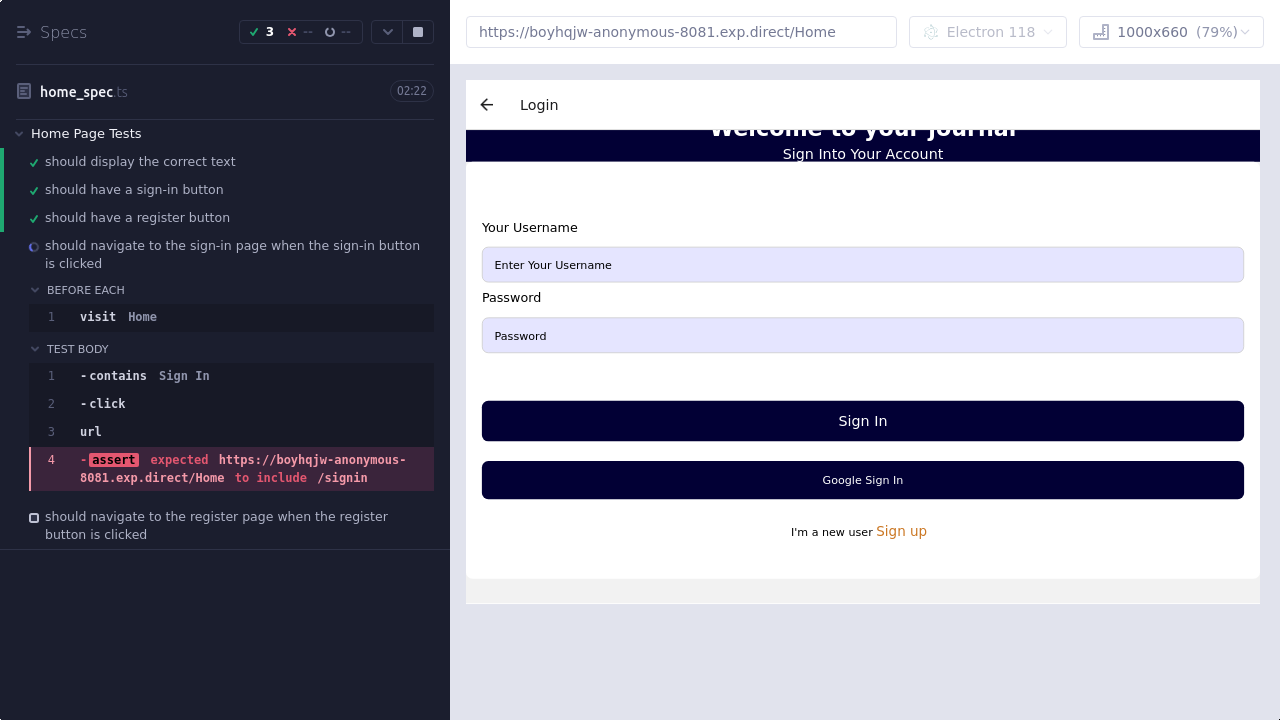 Specs
3
--
--
home_spec.ts
02:22
Home Page Tests
should display the correct text
should have a sign-in button
should have a register button
should navigate to the sign-in page when the sign-in button
is clicked
BEFORE EACH
1 visit Home
TEST BODY
1 -contains Sign In
2 -click
3 url
4 -assert expected https://boyhqjw-anonymous-
8081.exp.direct/Home to include /signin
should navigate to the register page when the register
button is clicked
https://boyhqjw-anonymous-8081.exp.direct/Home
Electron 118
1000x660 (79%)
Login
Welcome to your journal
Sign Into Your Account
Your Username
Enter Your Username
Password
Password
Sign In
Google Sign In
I'm a new user Sign up